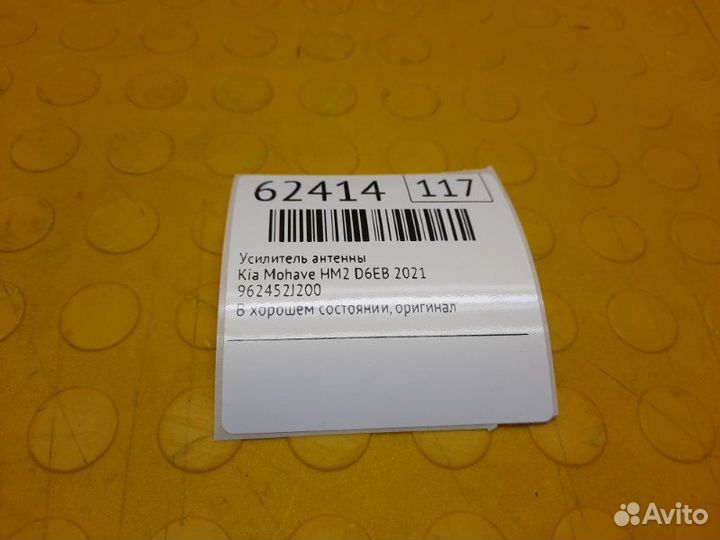 62414 117
Усилитель антенны
Kia Mohave HM2 D6EB 2021
962452J200
В хорошем состоянии, оригинал
Avito